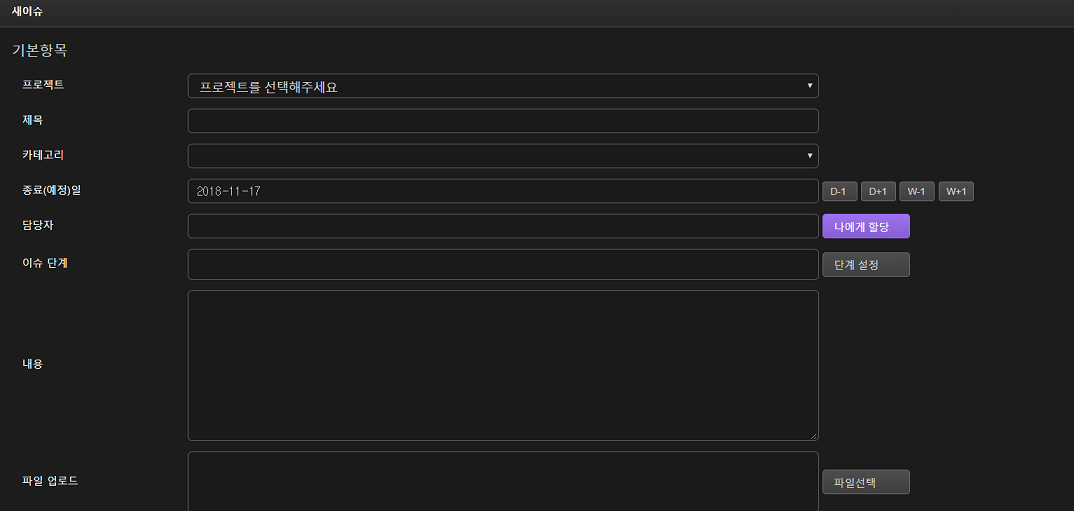 새이슈
기본항목
프로젝트 프로젝트를 선택해주세요
제목
카테고리
종료(예정)일 2018-11-17 D-1 D+1 W-1 W+1
담당자 나에게 할당
이슈 단계 단계 설정
내용
파일 업로드 파일선택